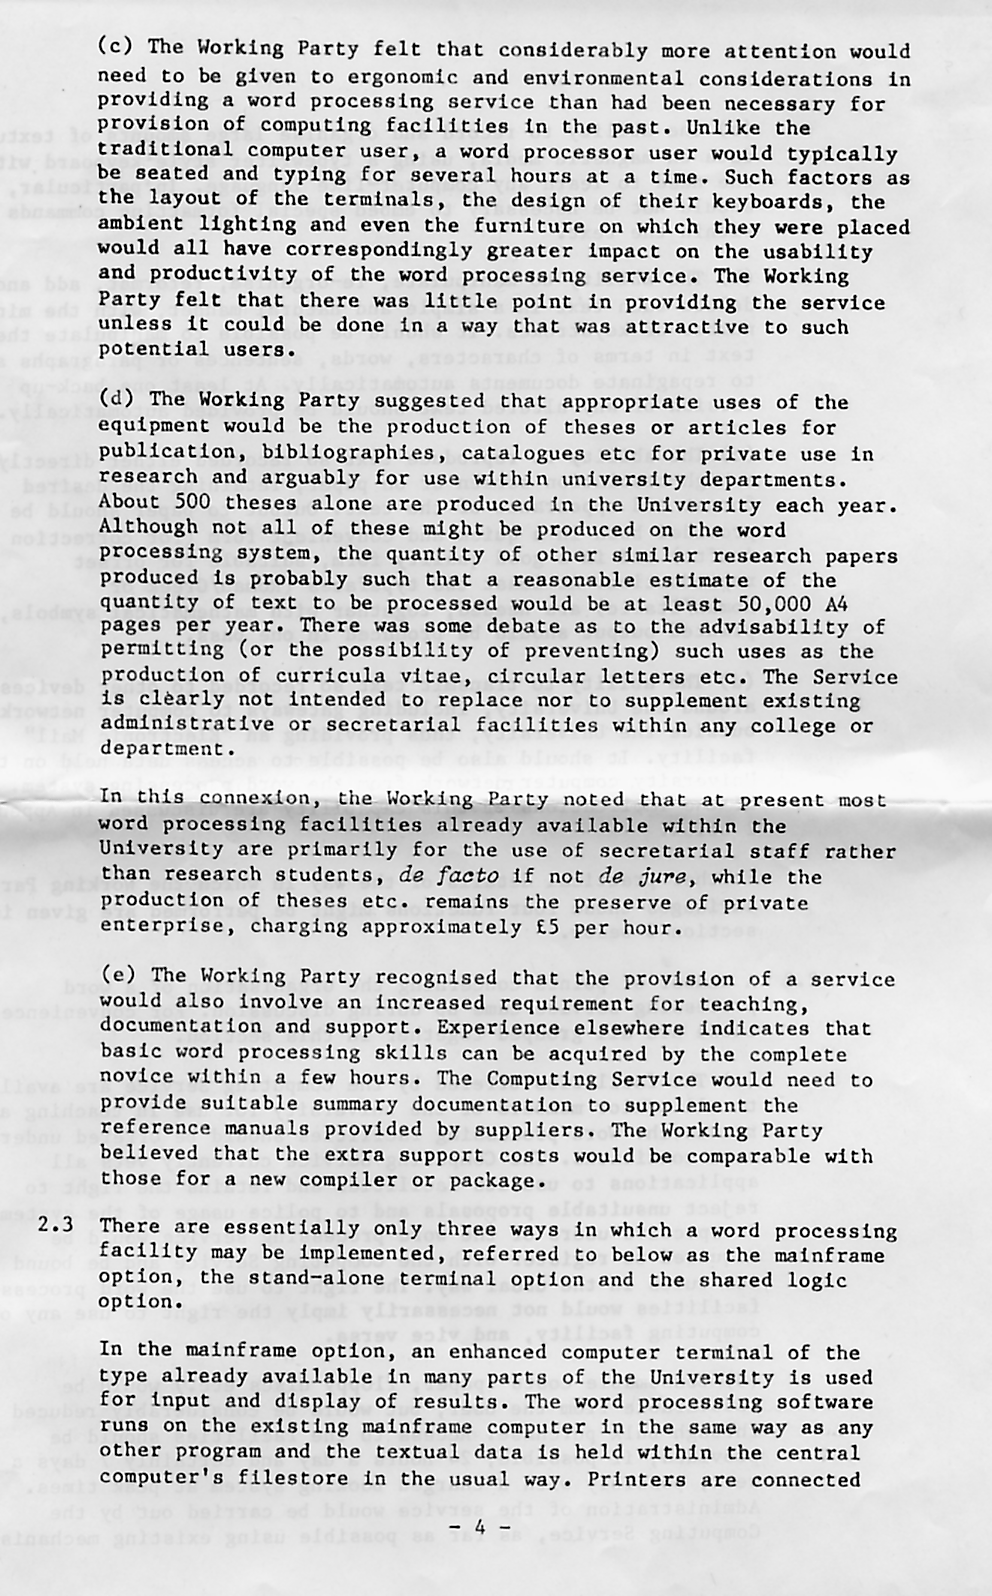 (c) The Working Party felt that considerably more attention would
need to be given to ergonomic and environmental considerations in
providing a word processing service than had been necessary for
provision of computing facilities in the past. Unlike the
traditional computer user, a word processor user would typically
be seated and typing for several hours at a time. Such factors as
the layout of the terminals, the design of their keyboards, the
ambient lighting and even the furniture on which they were placed
would all have correspondingly greater impact on the usability
and productivity of the word processing service. The Working
Party felt that there was little point in providing the service
unless it could be done in a way that was attractive to such
potential users.
(d) The Working Party suggested that appropriate uses of the
equipment would be the production of theses or articles for
publication, bibliographies, catalogues etc for private use in
research and arguably for use within university departments.
About 500 theses alone are produced in the University each year.
Although not all of these might be produced on the word
processing system, the quantity of other similar research papers
produced is probably such that a reasonable estimate of the
quantity of text to be processed would be at least 50,000 A4
pages per year. There was some debate as to the advisability of
permitting (or the possibility of preventing) such uses as the
production of curricula vitae, circular letters etc. The Service
is clearly not intended to replace nor to supplement existing
administrative or secretarial facilities within any college or
department.
In this connexion, the Working Party noted that at present most
word processing facilities already available within the
University are primarily for the use of secretarial staff rather
than research students, de facto if not de jure, while the
production of theses etc. remains the preserve of private
enterprise, charging approximately £5 per hour.
(e) The Working Party recognised that the provision of a service
would also involve an increased requirement for teaching,
documentation and support. Experience elsewhere indicates that
basic word processing skills can be acquired by the complete
novice within a few hours. The Computing Service would need to
provide suitable summary documentation to supplement the
reference manuals provided by suppliers. The Working Party
believed that the extra support costs would be comparable with
those for a new compiler or package.
2.3 There are essentially only three ways in which a word processing
facility may be implemented, referred to below as the mainframe
option, the stand-alone terminal option and the shared logic
option.
In the mainframe option, an enhanced computer terminal of the
type already available in many parts of the University is used
for input and display of results. The word processing software
runs on the existing mainframe computer in the same way as any
other program and the textual data is held within the central
computer's filestore in the usual way. Printers are connected
- 4 -